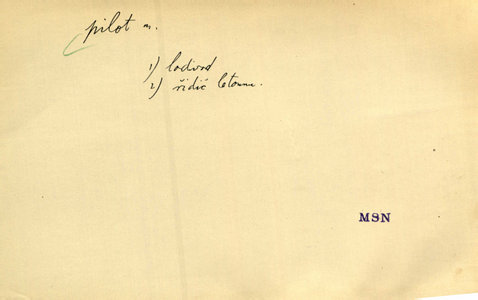 pilot m.
1) lodivod
2) řidič letounu.
MSN